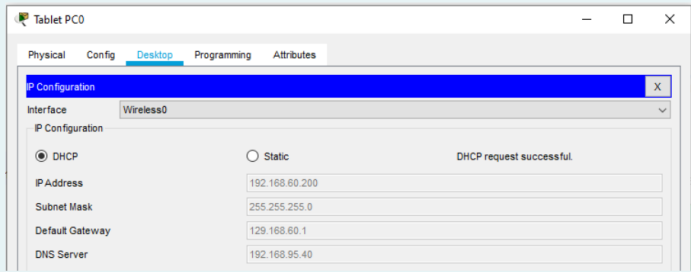 Tablet PC0
Physical Config Desktop Programming Attributes
IP Configuration X
Interface Wireless0
IP Configuration
DHCP Static DHCP request successful.
IP Address 192.168.60.200
Subnet Mask 255.255.255.0
Default Gateway 129.168.60.1
DNS Server 192.168.95.40